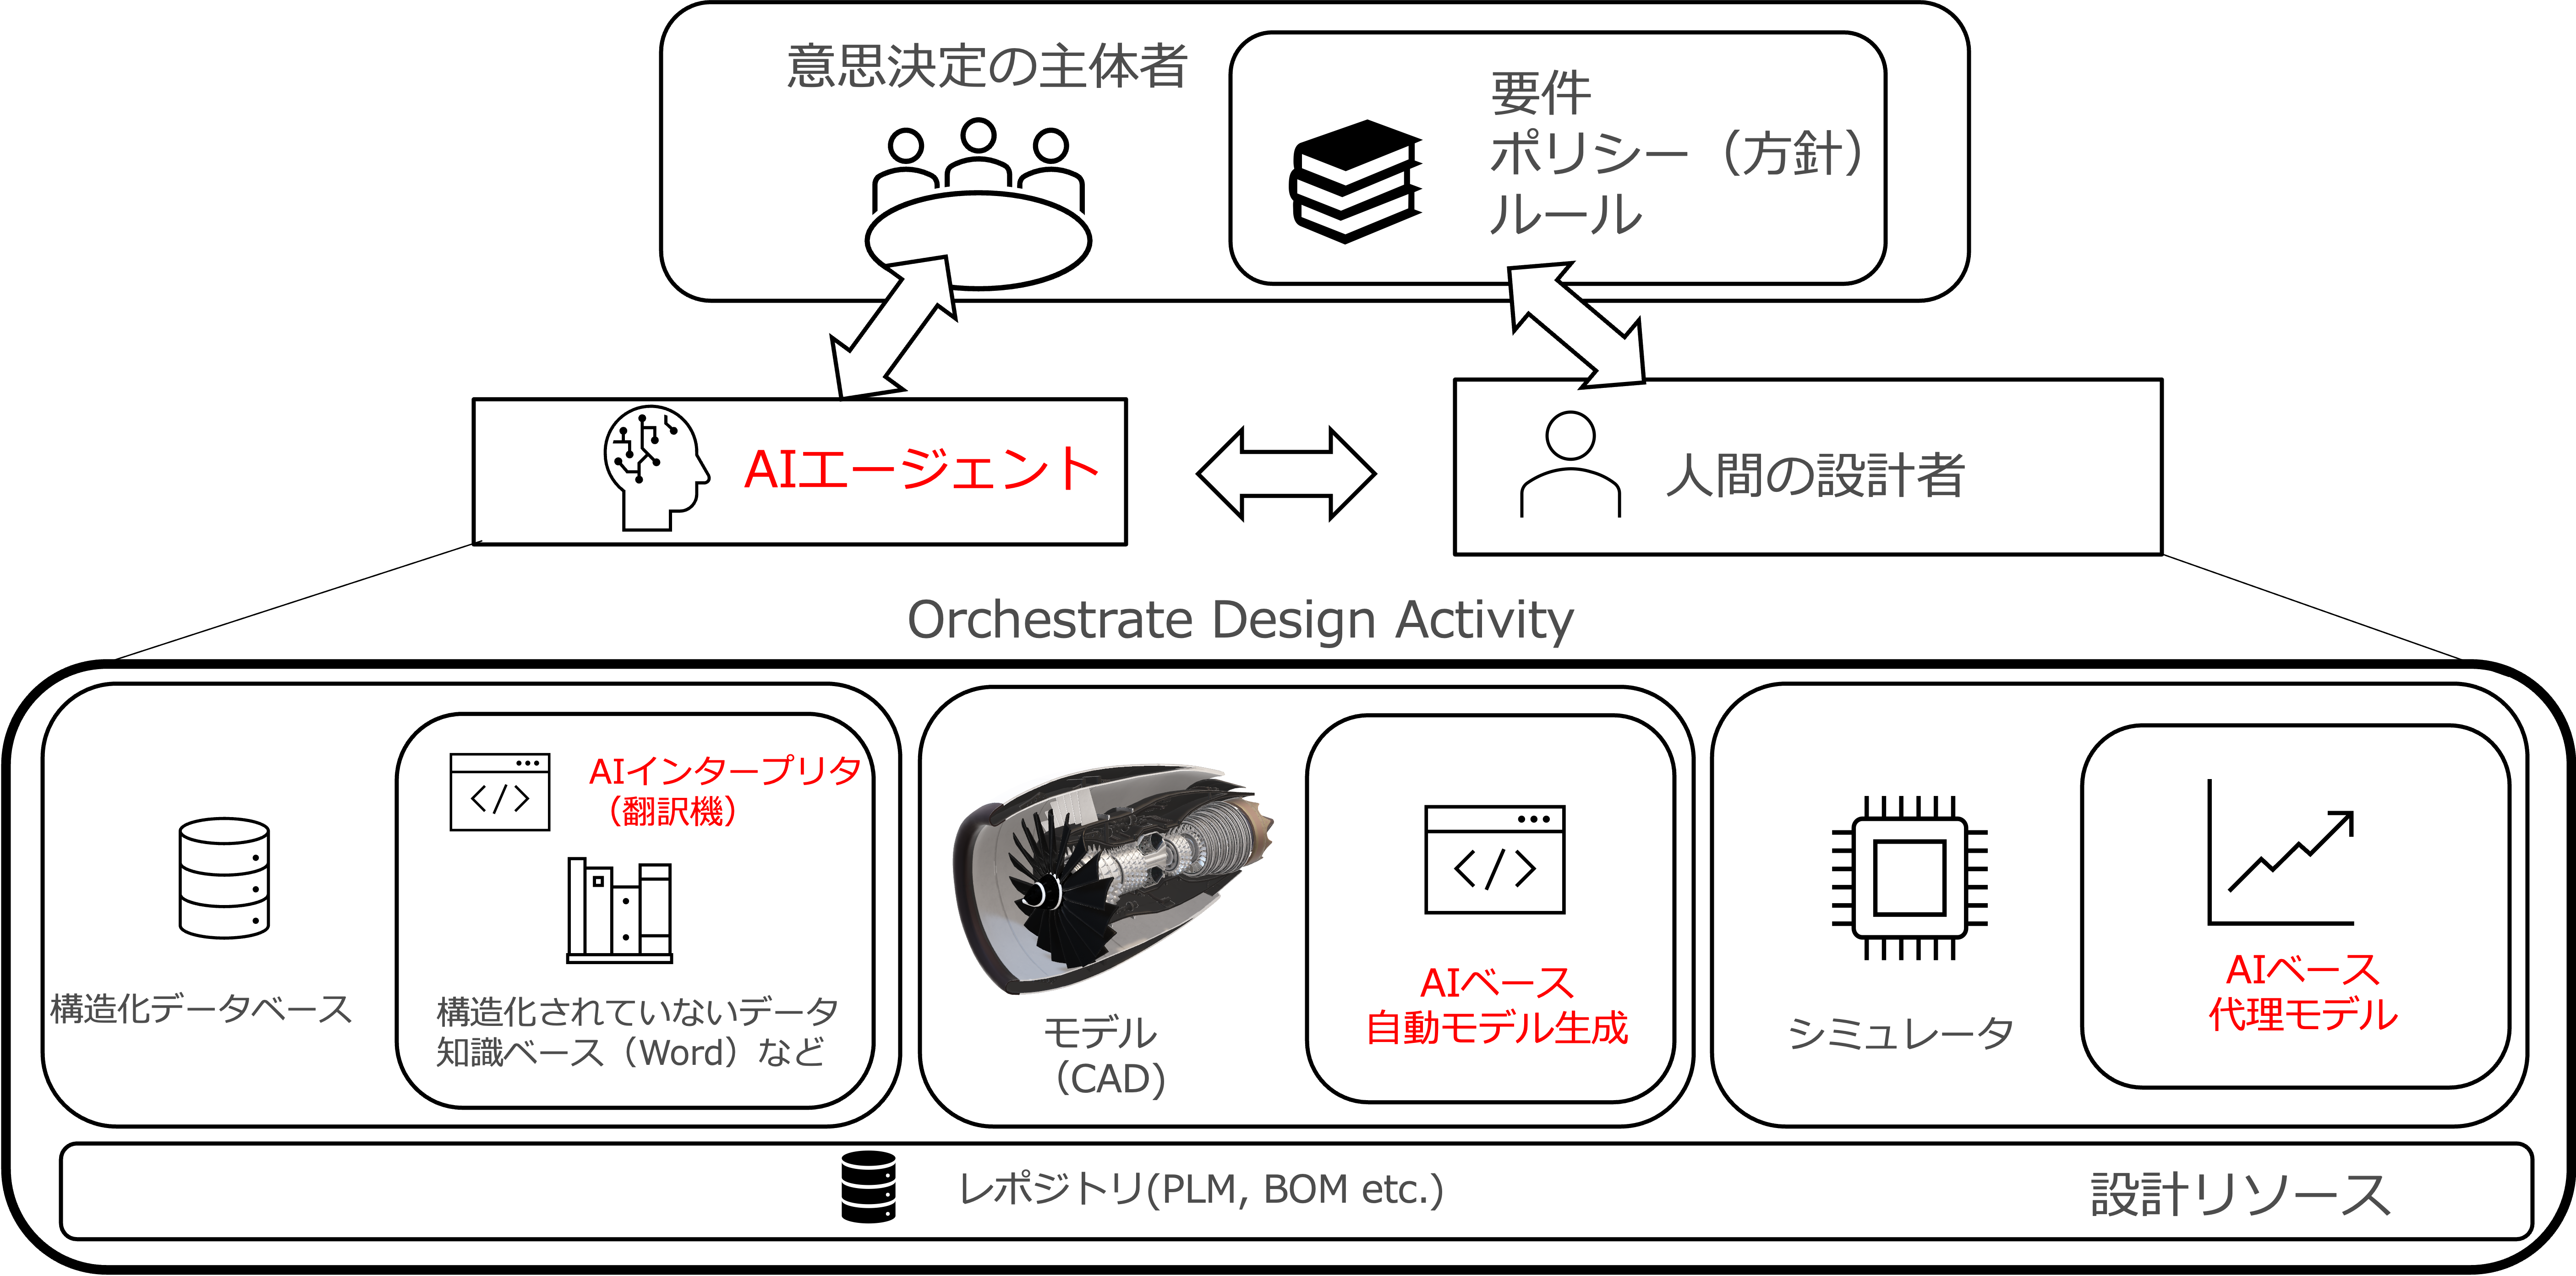 意思決定の主体者
要件
ポリシー（方針）
ルール
AIエージェント
人間の設計者
Orchestrate Design Activity
構造化データベース
AIインタープリタ
（翻訳機）
構造化されていないデータ
知識ベース（Word）など
モデル
（CAD)
AIベース
自動モデル生成
シミュレータ
AIベース
代理モデル
レポジトリ(PLM, BOM etc.)
設計リソース